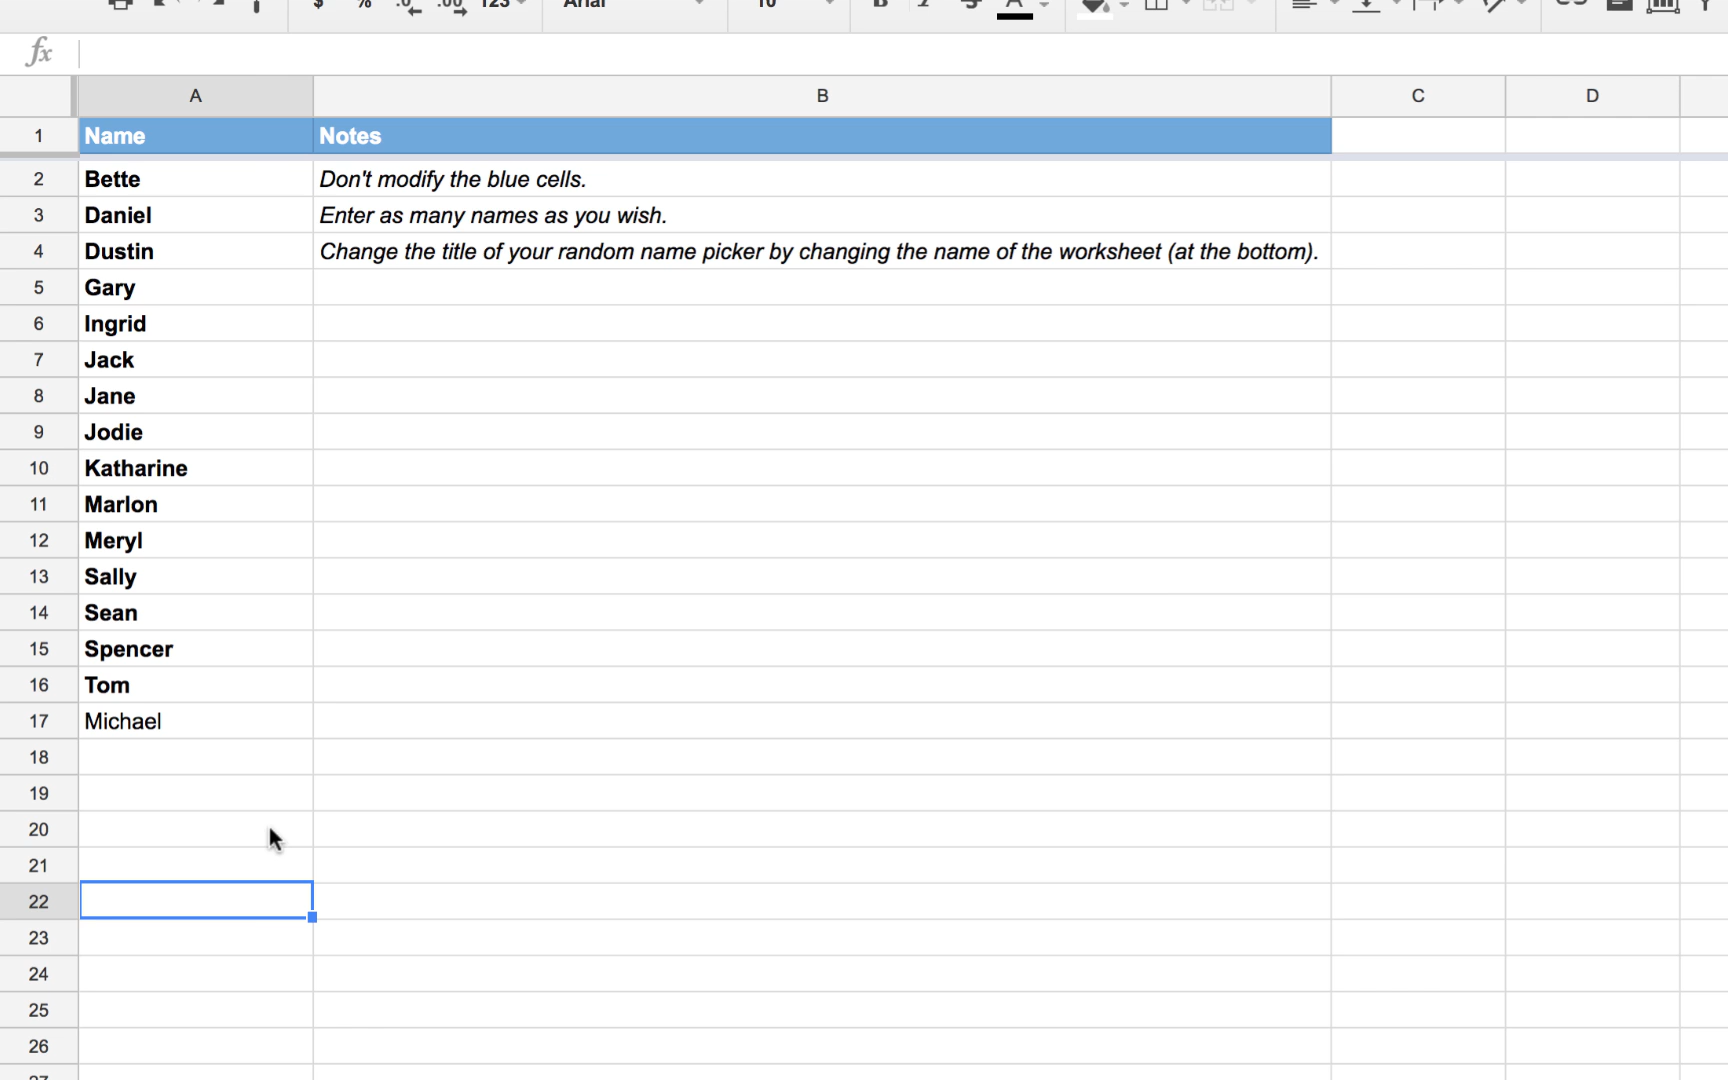 $ % .0 .00 123 Arial 10 B I S A
fx
A B C D
1 Name Notes
2 Bette Don't modify the blue cells.
3 Daniel Enter as many names as you wish.
4 Dustin Change the title of your random name picker by changing the name of the worksheet (at the bottom).
5 Gary
6 Ingrid
7 Jack
8 Jane
9 Jodie
10 Katharine
11 Marlon
12 Meryl
13 Sally
14 Sean
15 Spencer
16 Tom
17 Michael
18
19
20
21
22
23
24
25
26
27